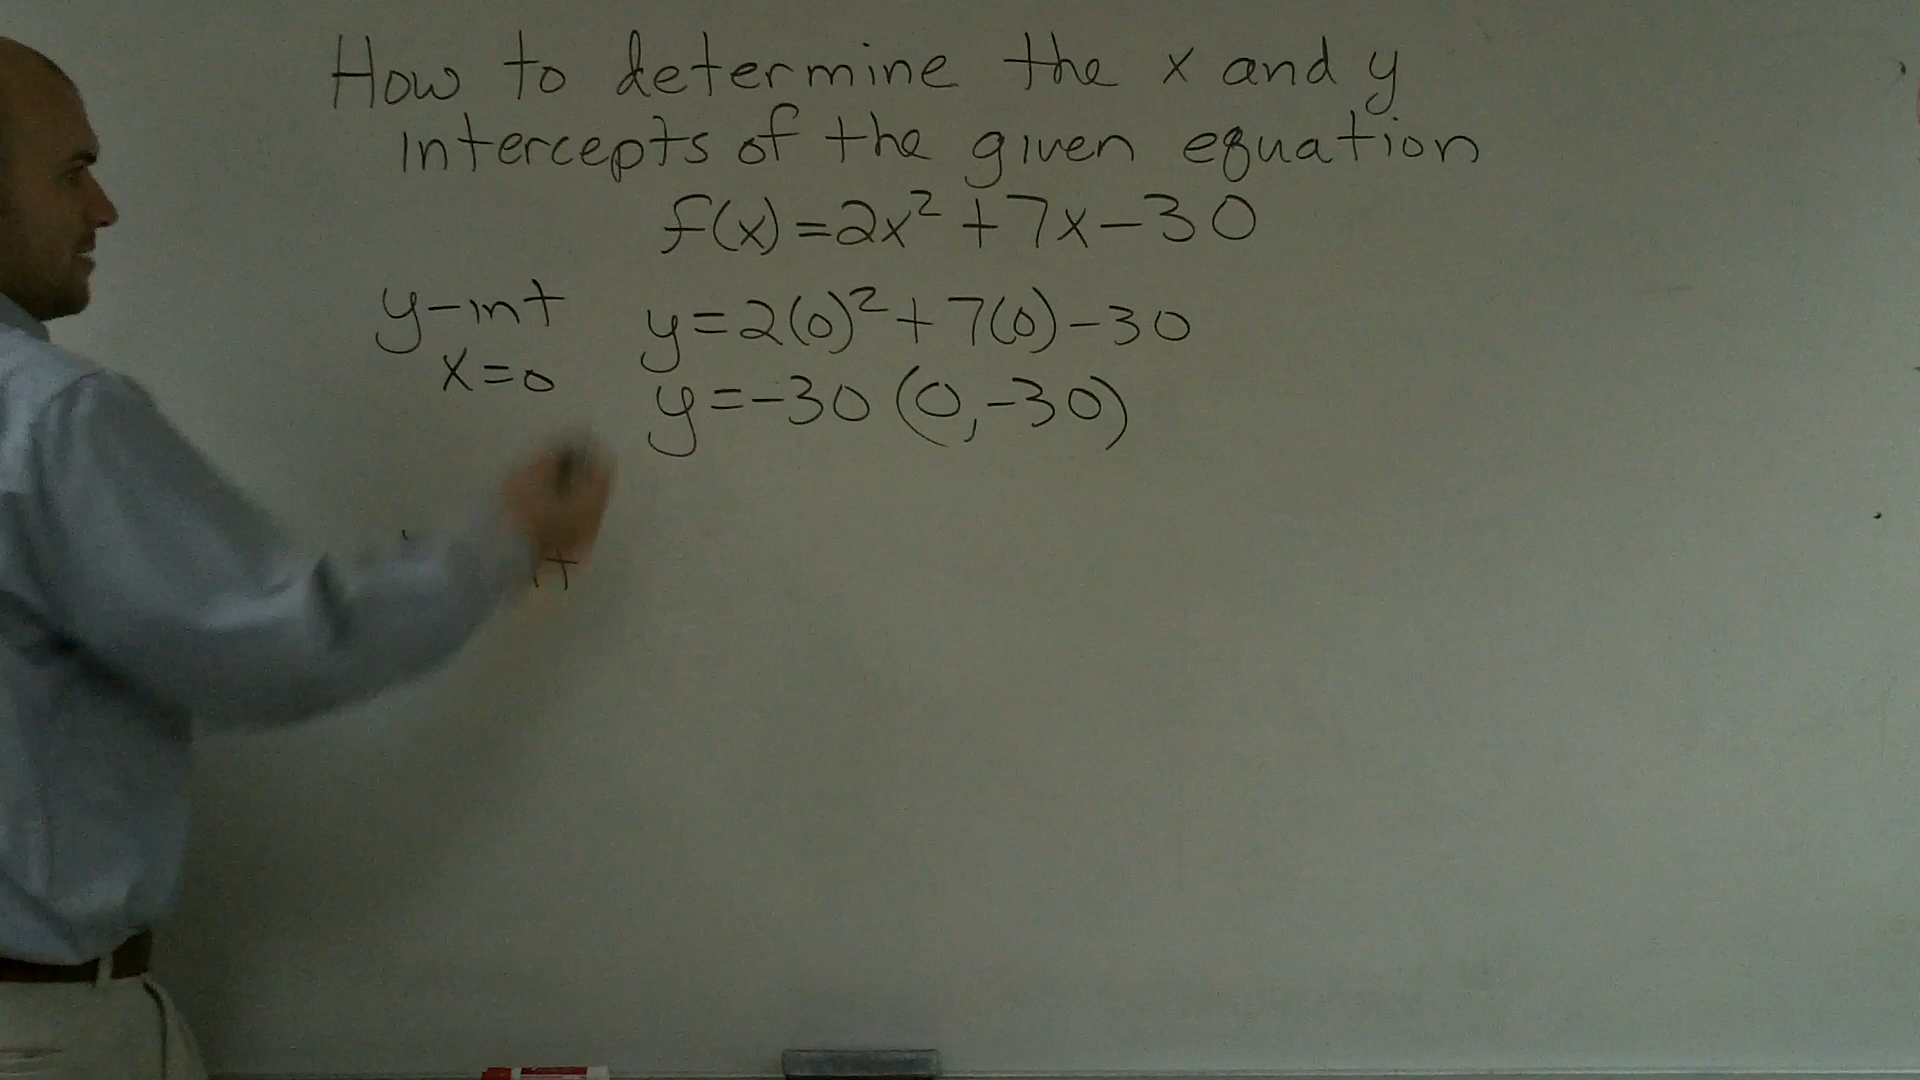 How to determine the x and y
intercepts of the given equation
f(x)=2x²+7x-30
y-int y=2(0)²+7(0)-30
x=0 y=-30 (0,-30)